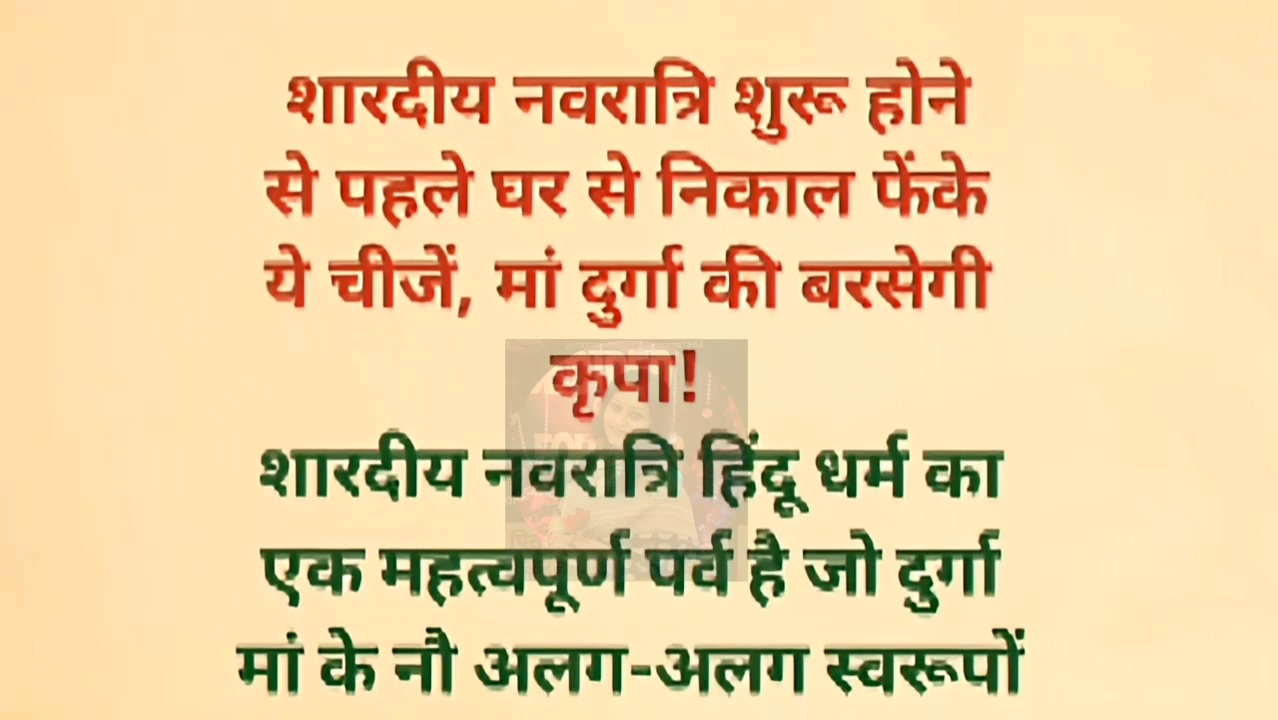 शारदीय नवरात्रि शुरू होने
से पहले घर से निकाल फेंके
ये चीजें, मां दुर्गा की बरसेगी
कृपा!
शारदीय नवरात्रि हिंदू धर्म का
एक महत्वपूर्ण पर्व है जो दुर्गा
मां के नौ अलग-अलग स्वरूपों